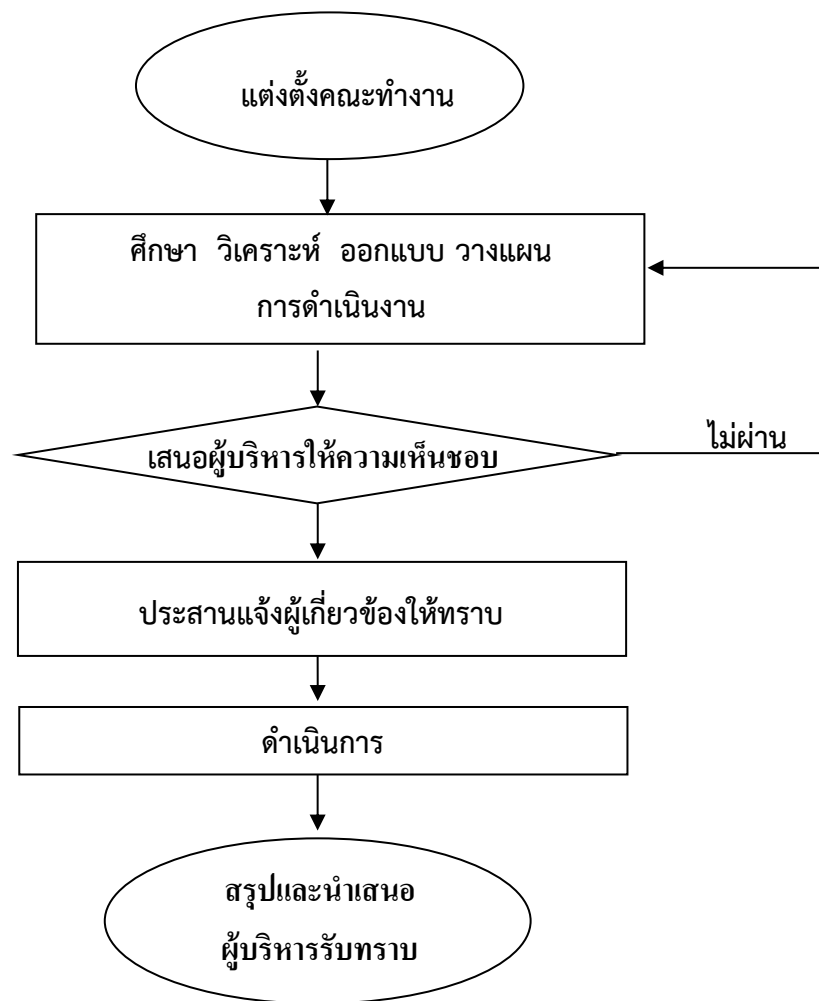 แต่งตั้งคณะทำงาน
ศึกษา วิเคราะห์ ออกแบบ วางแผน
การดำเนินงาน
เสนอผู้บริหารให้ความเห็นชอบ
ไม่ผ่าน
ประสานแจ้งผู้เกี่ยวข้องให้ทราบ
ดำเนินการ
สรุปและนำเสนอ
ผู้บริหารรับทราบ